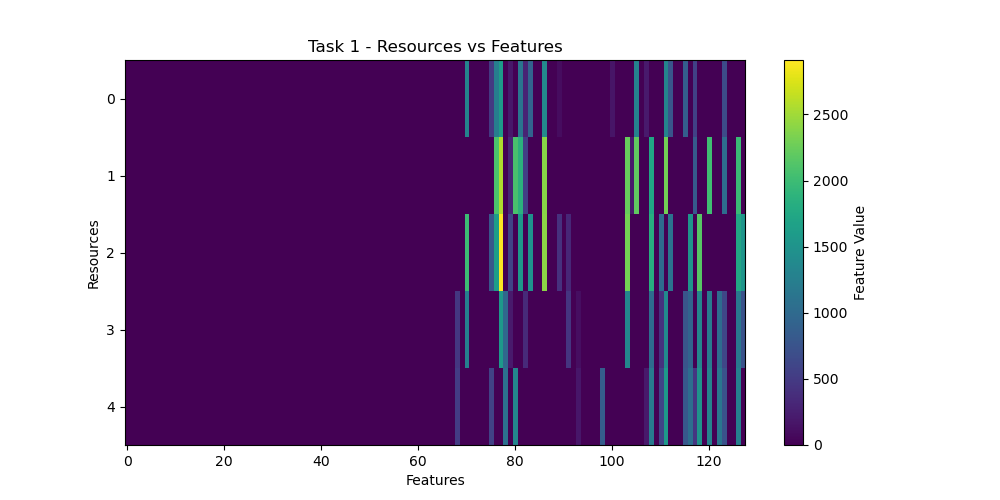 Task 1 - Resources vs Features
Resources
0
1
2
3
4
0 20 40 60 80 100 120
Features
2500
2000
1500
1000
500
0
Feature Value